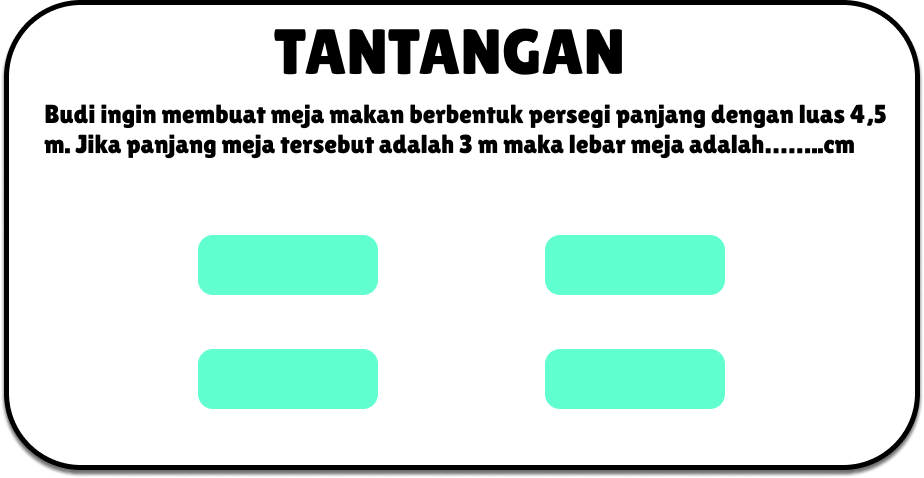 TANTANGAN
Budi ingin membuat meja makan berbentuk persegi panjang dengan luas 4,5
m. Jika panjang meja tersebut adalah 3 m maka lebar meja adalah........cm